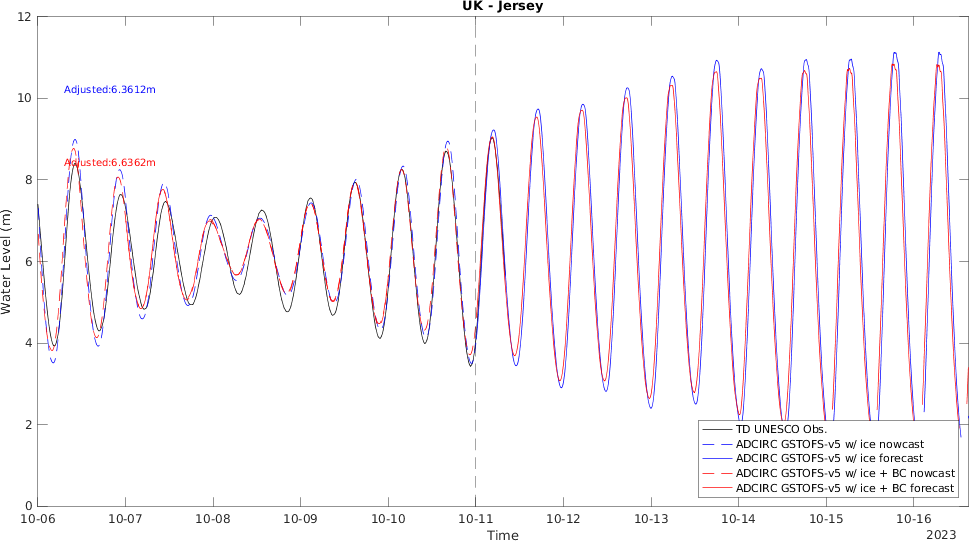 UK - Jersey
12
10
8
6
4
2
0
Water Level (m)
Adjusted:6.3612m
Adjusted:6.6362m
TD UNESCO Obs.
ADCIRC GSTOFS-v5 w/ ice nowcast
ADCIRC GSTOFS-v5 w/ ice forecast
ADCIRC GSTOFS-v5 w/ ice + BC nowcast
ADCIRC GSTOFS-v5 w/ ice + BC forecast
10-06 10-07 10-08 10-09 10-10 10-11 10-12 10-13 10-14 10-15 10-16
Time
2023